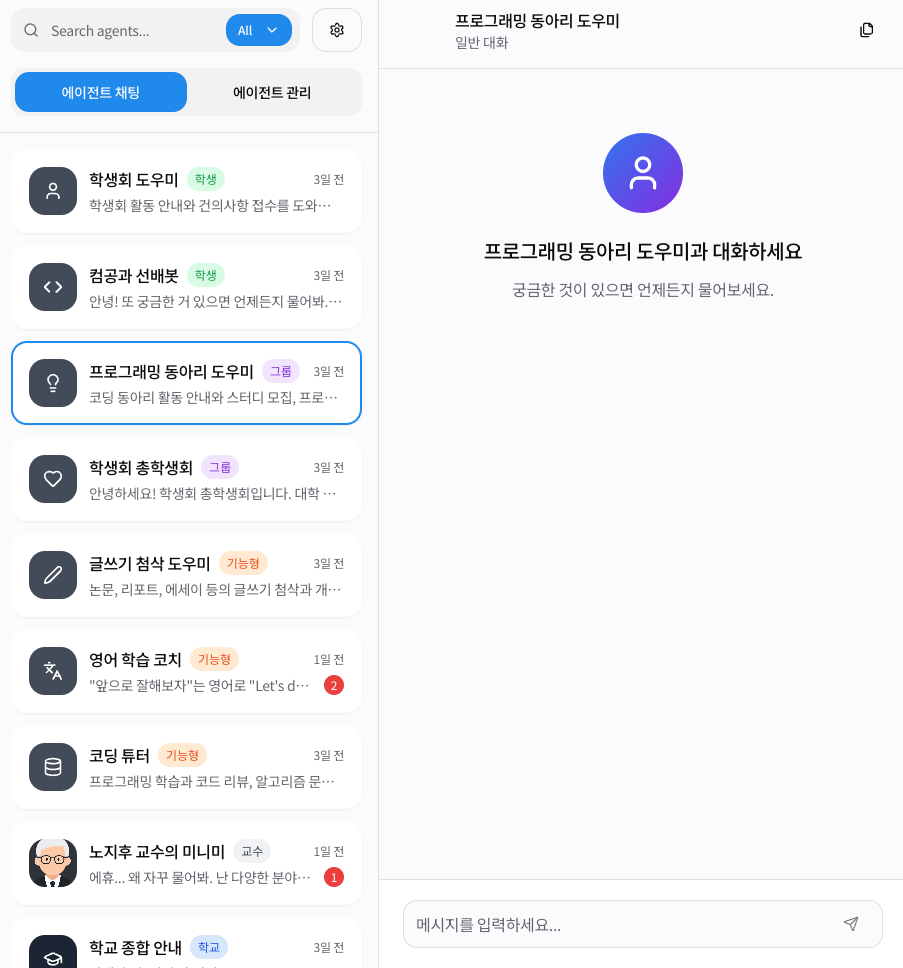 Search agents...
All
에이전트 채팅
에이전트 관리
학생회 도우미
학생
3일 전
학생회 활동 안내와 건의사항 접수를 도와…
컴공과 선배봇
학생
3일 전
안녕! 또 궁금한 거 있으면 언제든지 물어봐.…
프로그래밍 동아리 도우미
그룹
3일 전
코딩 동아리 활동 안내와 스터디 모집, 프로…
학생회 총학생회
그룹
3일 전
안녕하세요! 학생회 총학생회입니다. 대학 …
글쓰기 첨삭 도우미
기능형
3일 전
논문, 리포트, 에세이 등의 글쓰기 첨삭과 개…
영어 학습 코치
기능형
1일 전
"앞으로 잘해보자"는 영어로 "Let's d…
2
코딩 튜터
기능형
3일 전
프로그래밍 학습과 코드 리뷰, 알고리즘 문…
노지후 교수의 미니미
교수
1일 전
에휴... 왜 자꾸 물어봐. 난 다양한 분야…
1
학교 종합 안내
학교
3일 전
프로그래밍 동아리 도우미
일반 대화
프로그래밍 동아리 도우미과 대화하세요
궁금한 것이 있으면 언제든지 물어보세요.
메시지를 입력하세요...